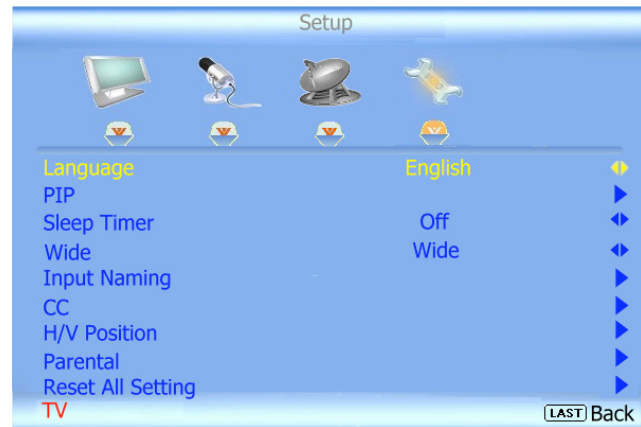 Setup
Language English
PIP
Sleep Timer Off
Wide Wide
Input Naming
CC
H/V Position
Parental
Reset All Setting
TV LAST Back